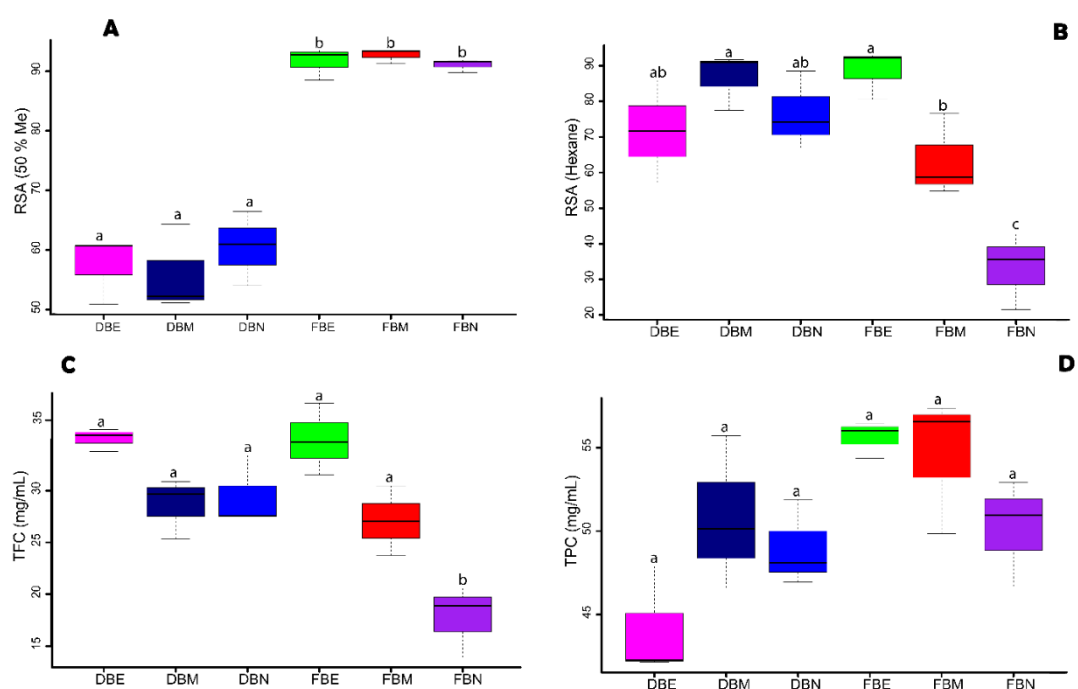 A
RSA (50 % Me)
90
80
70
60
50
a
a
a
b
b
b
DBE DBM DBN FBE FBM FBN
B
RSA (Hexane)
90
80
70
60
50
40
30
20
ab
a
ab
a
b
c
DBE DBM DBN FBE FBM FBN
C
TFC (mg/mL)
35
30
25
20
15
a
a
a
a
a
b
DBE DBM DBN FBE FBM FBN
D
TPC (mg/mL)
55
50
45
a
a
a
a
a
a
DBE DBM DBN FBE FBM FBN